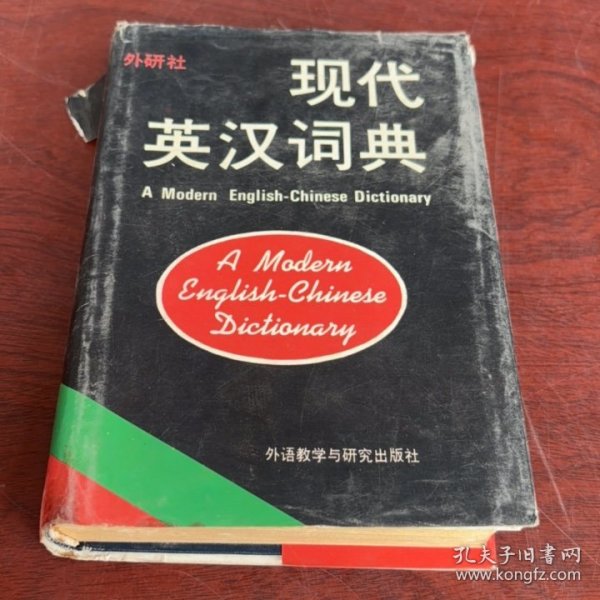 外研社
现代
英汉词典
A Modern English-Chinese Dictionary
A Modern
English-Chinese
Dictionary
外语教学与研究出版社
孔夫子旧书网
www.kongfz.com